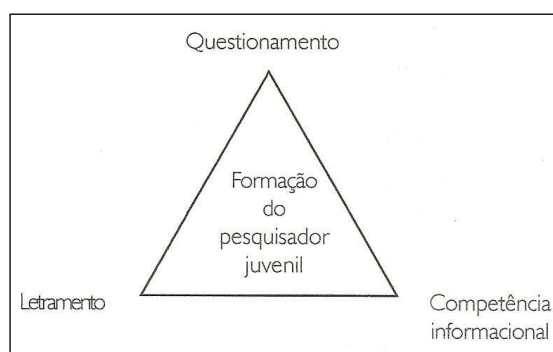 Questionamento
Formação
do
pesquisador
juvenil
Letramento
Competência
informacional